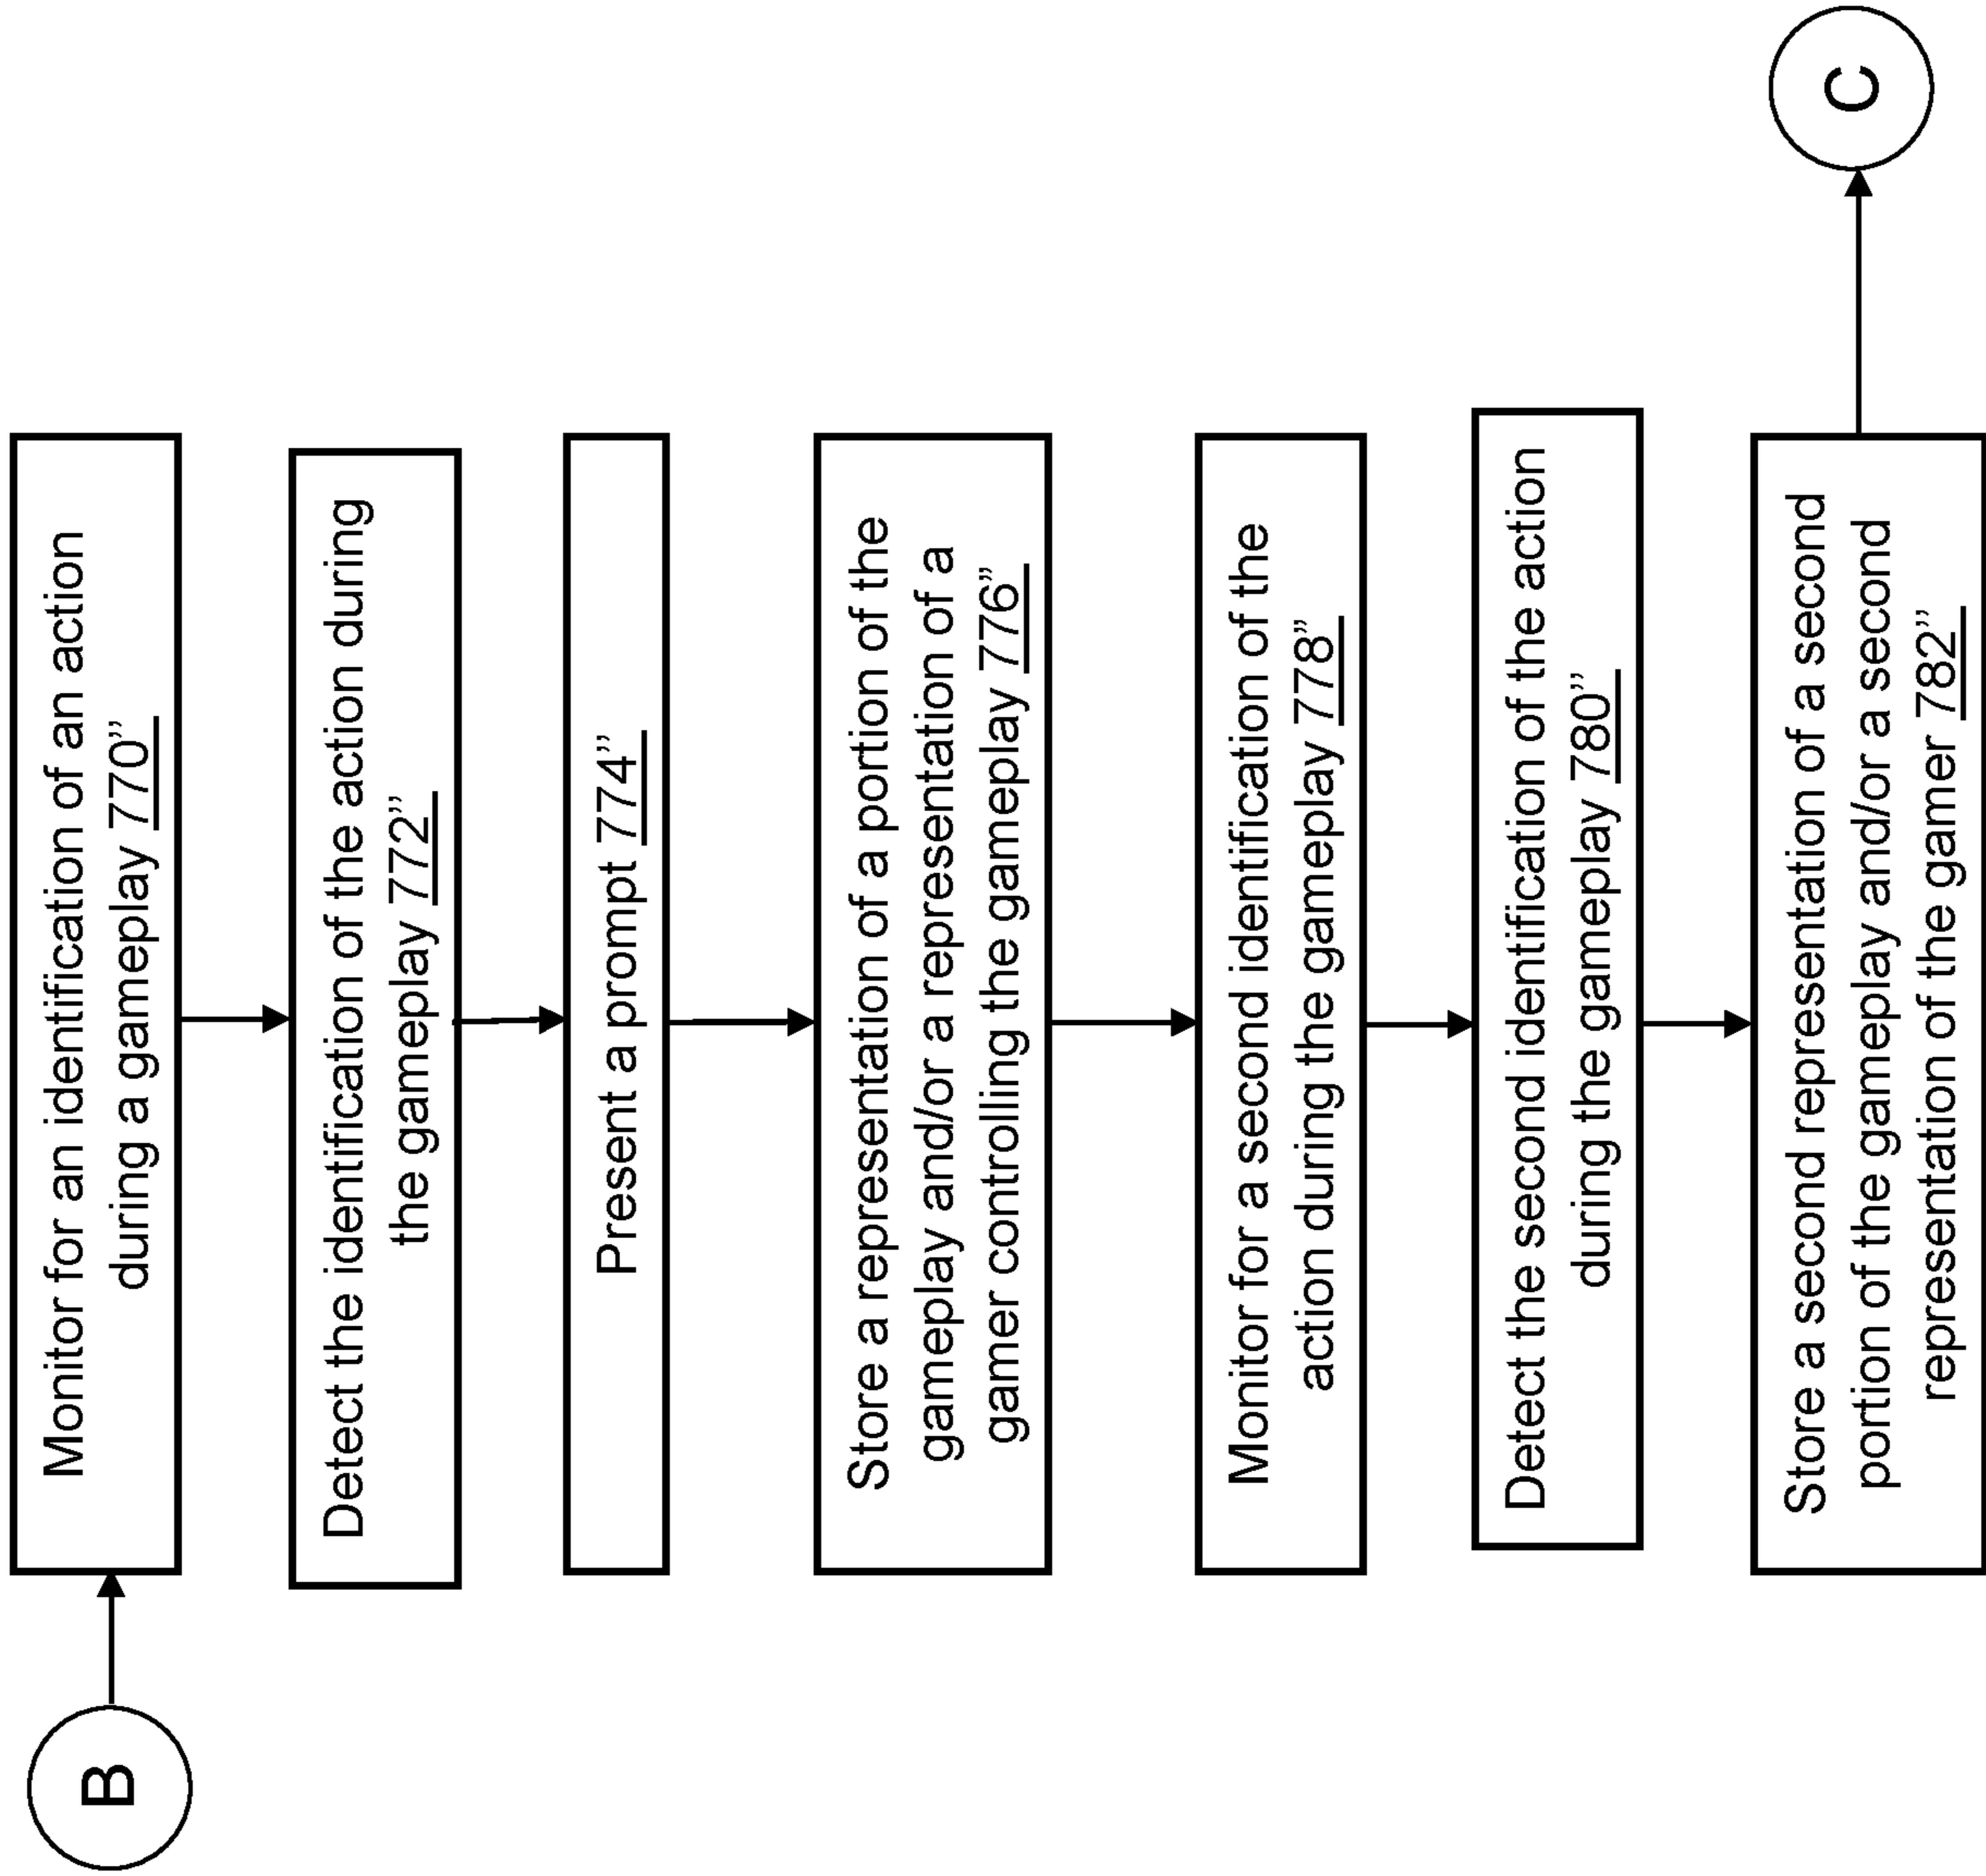 B
Monitor for an identification of an action
during a gameplay 770”
Detect the identification of the action during
the gameplay 772”
Present a prompt 774”
Store a representation of a portion of the
gameplay and/or a representation of a
gamer controlling the gameplay 776”
Monitor for a second identification of the
action during the gameplay 778”
Detect the second identification of the action
during the gameplay 780”
Store a second representation of a second
portion of the gameplay and/or a second
representation of the gamer 782”
C